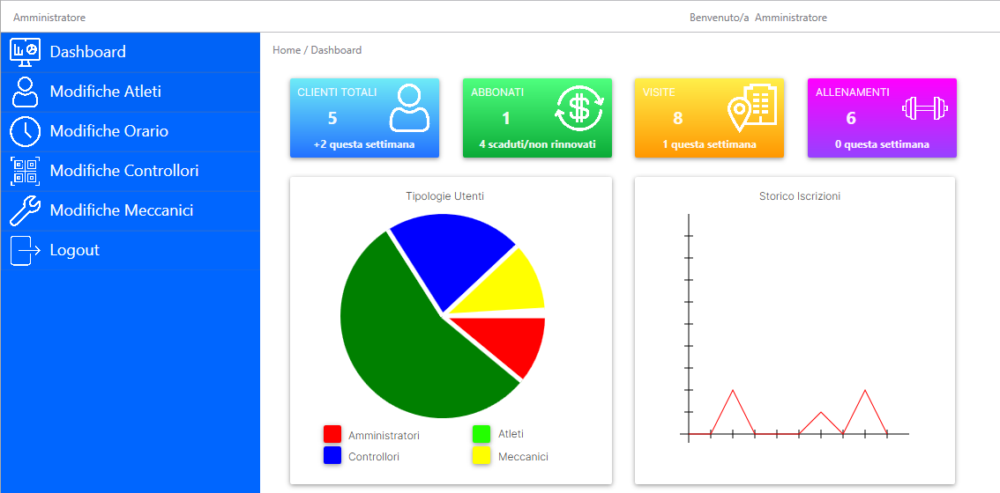 Amministratore
Benvenuto/a Amministratore
Dashboard
Modifiche Atleti
Modifiche Orario
Modifiche Controllori
Modifiche Meccanici
Logout
Home / Dashboard
CLIENTI TOTALI
5
+2 questa settimana
ABBONATI
1
4 scaduti/non rinnovati
VISITE
8
1 questa settimana
ALLENAMENTI
6
0 questa settimana
Tipologie Utenti
Amministratori
Atleti
Controllori
Meccanici
Storico Iscrizioni